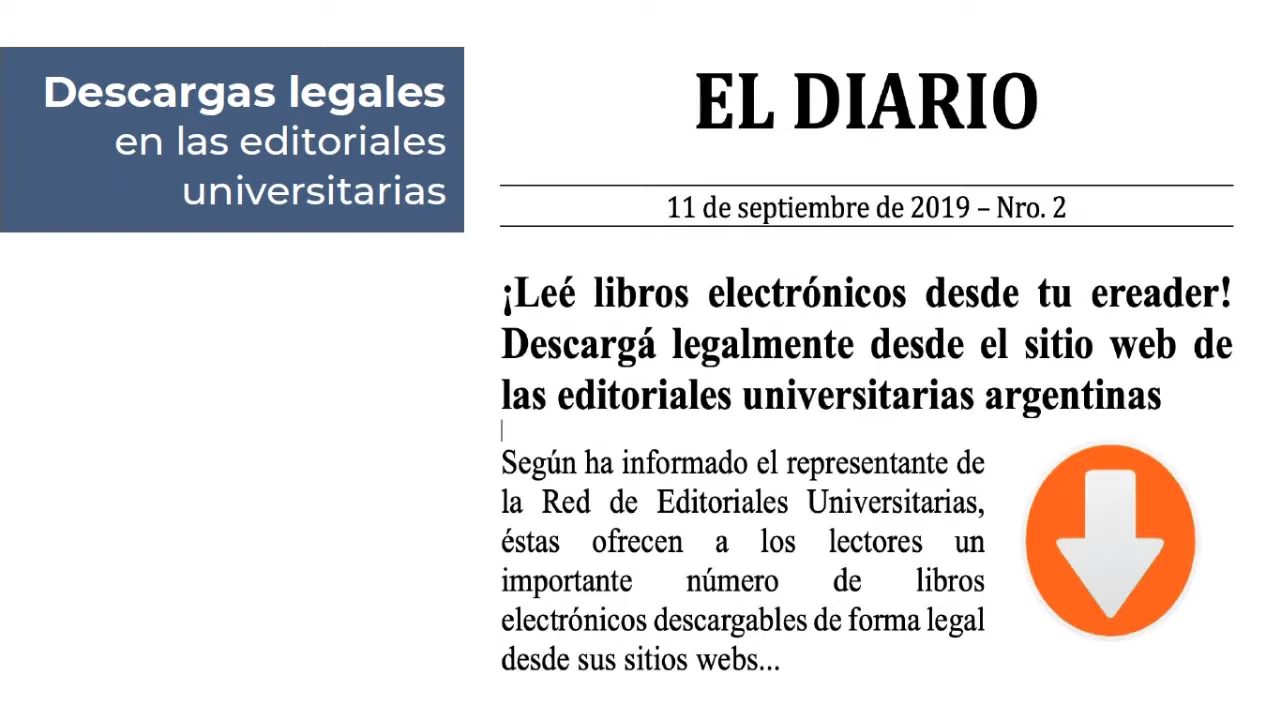 Descargas legales
en las editoriales
universitarias
EL DIARIO
11 de septiembre de 2019 – Nro. 2
¡Leé libros electrónicos desde tu ereader!
Descargá legalmente desde el sitio web de
las editoriales universitarias argentinas
Según ha informado el representante de
la Red de Editoriales Universitarias,
éstas ofrecen a los lectores un
importante número de libros
electrónicos descargables de forma legal
desde sus sitios webs...